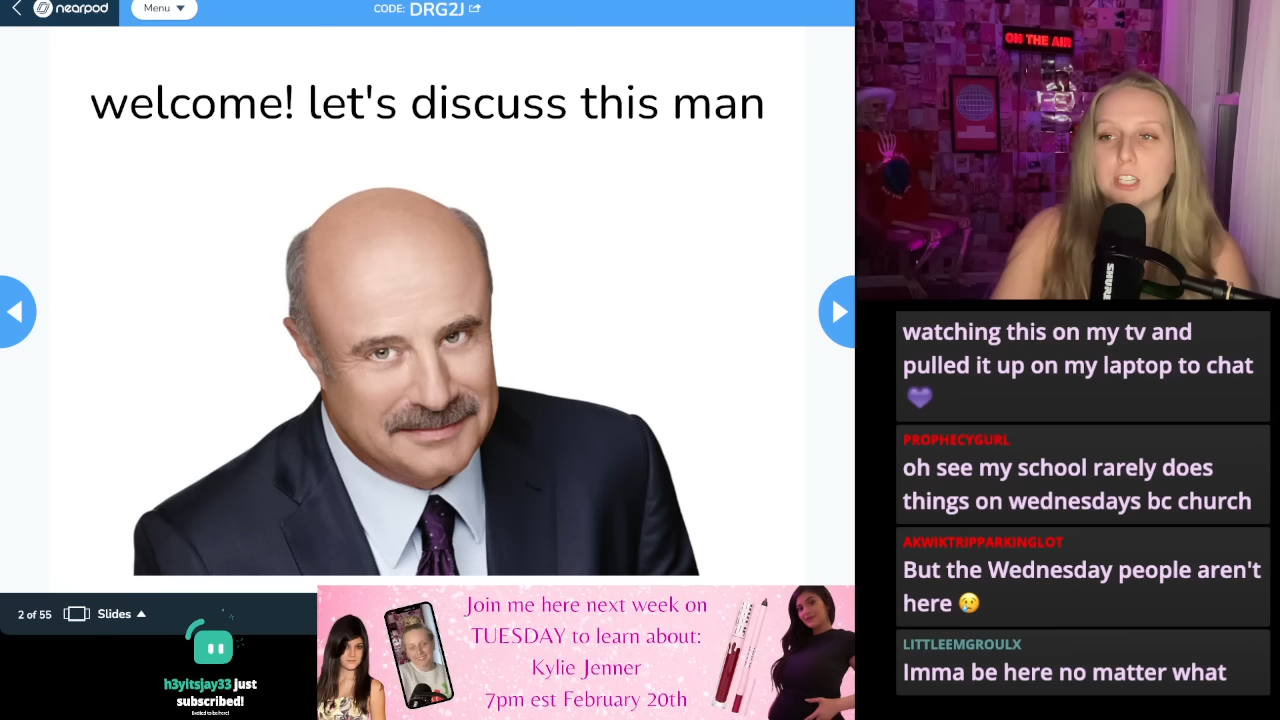 nearpod
Menu
CODE: DRG2J
welcome! let's discuss this man
2 of 55
Slides
h3yitsjay33 just
subscribed!
Join me here next week on
TUESDAY to learn about:
Kylie Jenner
7pm est February 20th
ON THE AIR
SHURE
watching this on my tv and
pulled it up on my laptop to chat
💜
PROPHECYGURL
oh see my school rarely does
things on wednesdays bc church
AKWIKTRIPPARKINGLOT
But the Wednesday people aren't
here 😢
LITTLEEMGROULX
Imma be here no matter what